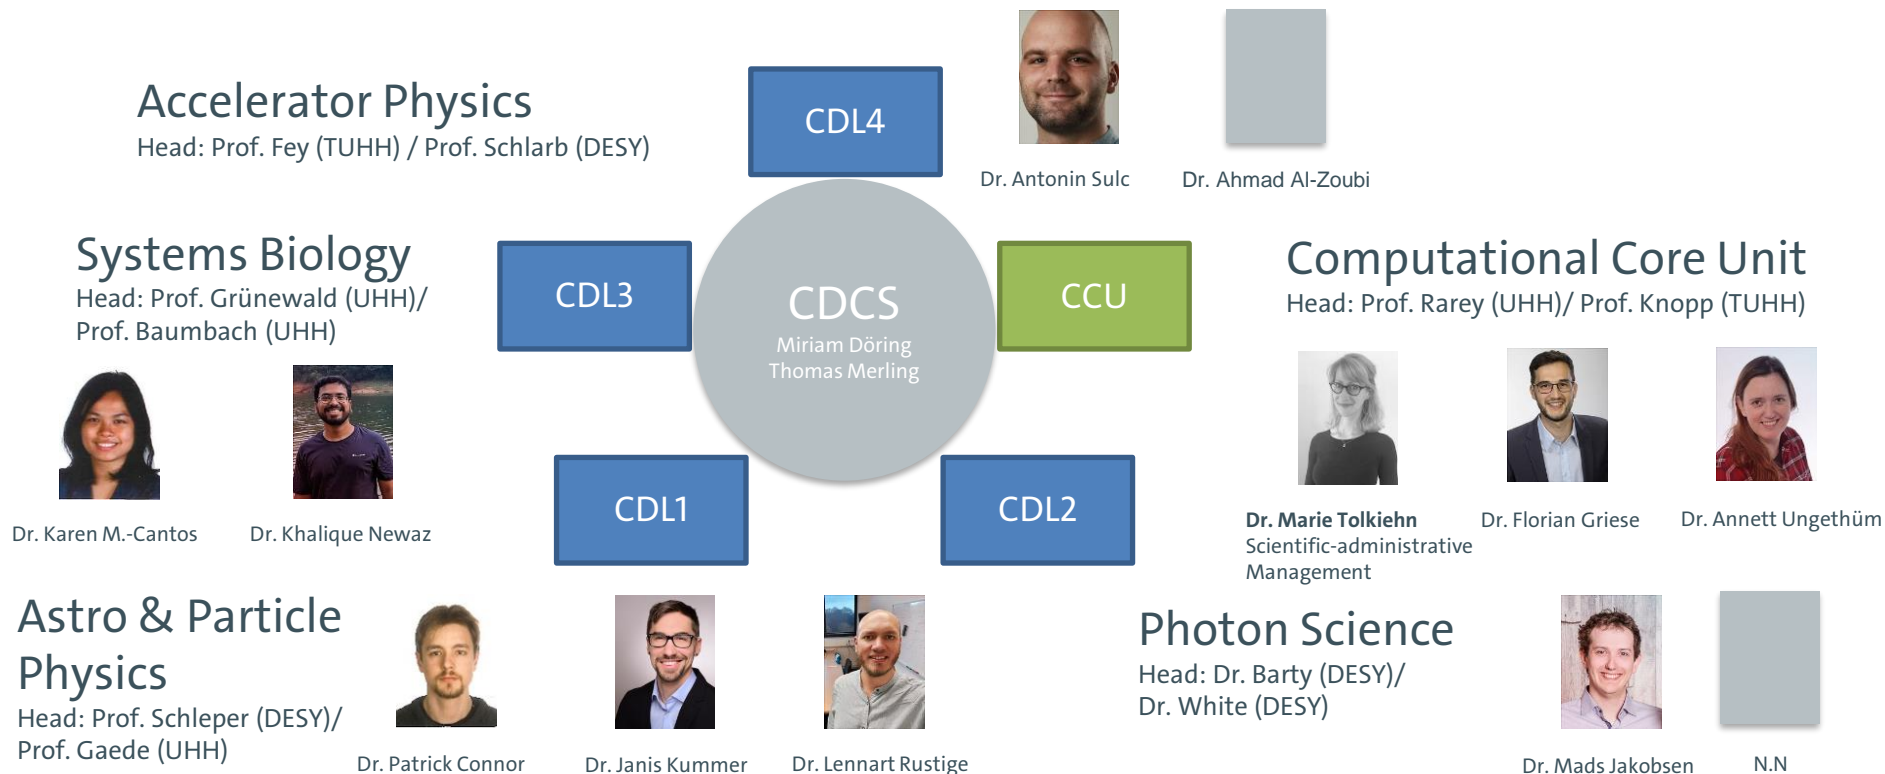 Accelerator Physics
Head: Prof. Fey (TUHH) / Prof. Schlarb (DESY)
CDL4
Dr. Antonin Sulc
Dr. Ahmad Al-Zoubi
Systems Biology
Head: Prof. Grünewald (UHH)/
Prof. Baumbach (UHH)
CDL3
CDCS
Miriam Döring
Thomas Merling
CCU
Computational Core Unit
Head: Prof. Rarey (UHH)/ Prof. Knopp (TUHH)
Dr. Karen M.-Cantos
Dr. Khalique Newaz
CDL1
CDL2
Dr. Marie Tolkiehn
Scientific-administrative
Management
Dr. Florian Griese
Dr. Annett Ungethüm
Astro & Particle
Physics
Head: Prof. Schleper (DESY)/
Prof. Gaede (UHH)
Dr. Patrick Connor
Dr. Janis Kummer
Dr. Lennart Rustige
Photon Science
Head: Dr. Barty (DESY)/
Dr. White (DESY)
Dr. Mads Jakobsen
N.N